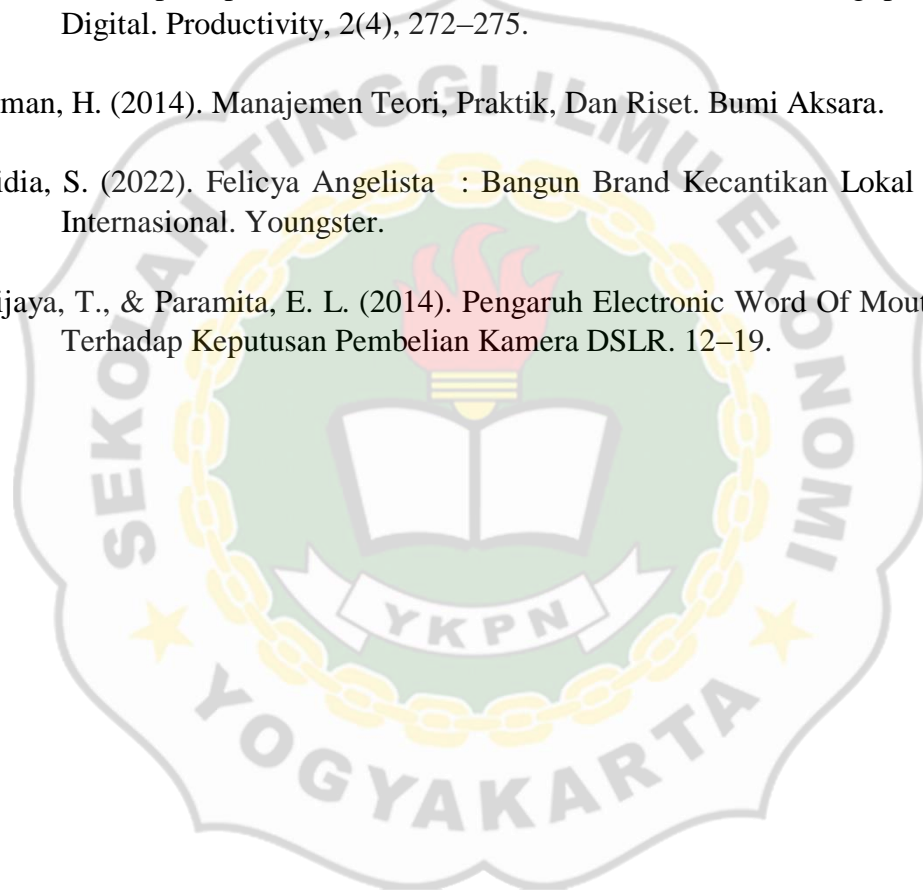 Digital. Productivity, 2(4), 272–275.
man, H. (2014). Manajemen Teori, Praktik, Dan Riset. Bumi Aksara.
idia, S. (2022). Felicya Angelista : Bangun Brand Kecantikan Lokal
Internasional. Youngster.
ijaya, T., & Paramita, E. L. (2014). Pengaruh Electronic Word Of Mout
Terhadap Keputusan Pembelian Kamera DSLR. 12–19.
SEKOLAH TINGGI ILMU EKONOMI
YKPN
YOGYAKARTA